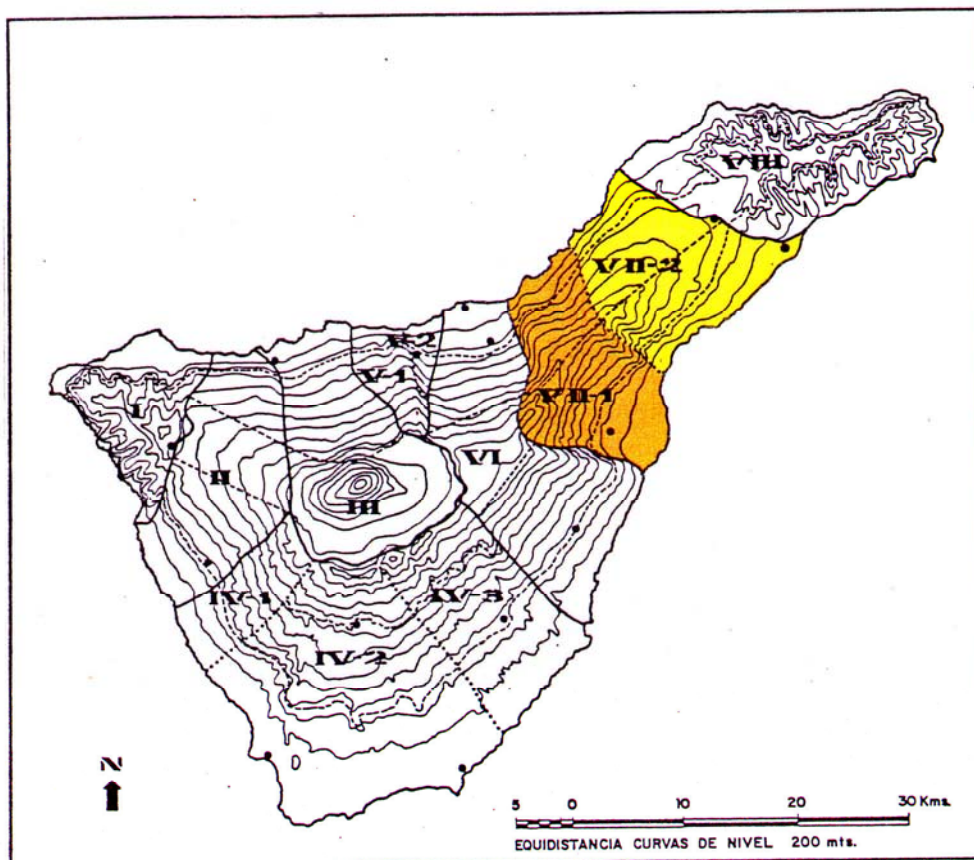 VIII
VII-2
V-2
V-1
I
VII-1
VI
II
III
IV-1
IV-3
IV-2
N
5 0 10 20 30 Kms.
EQUIDISTANCIA CURVAS DE NIVEL 200 mts.